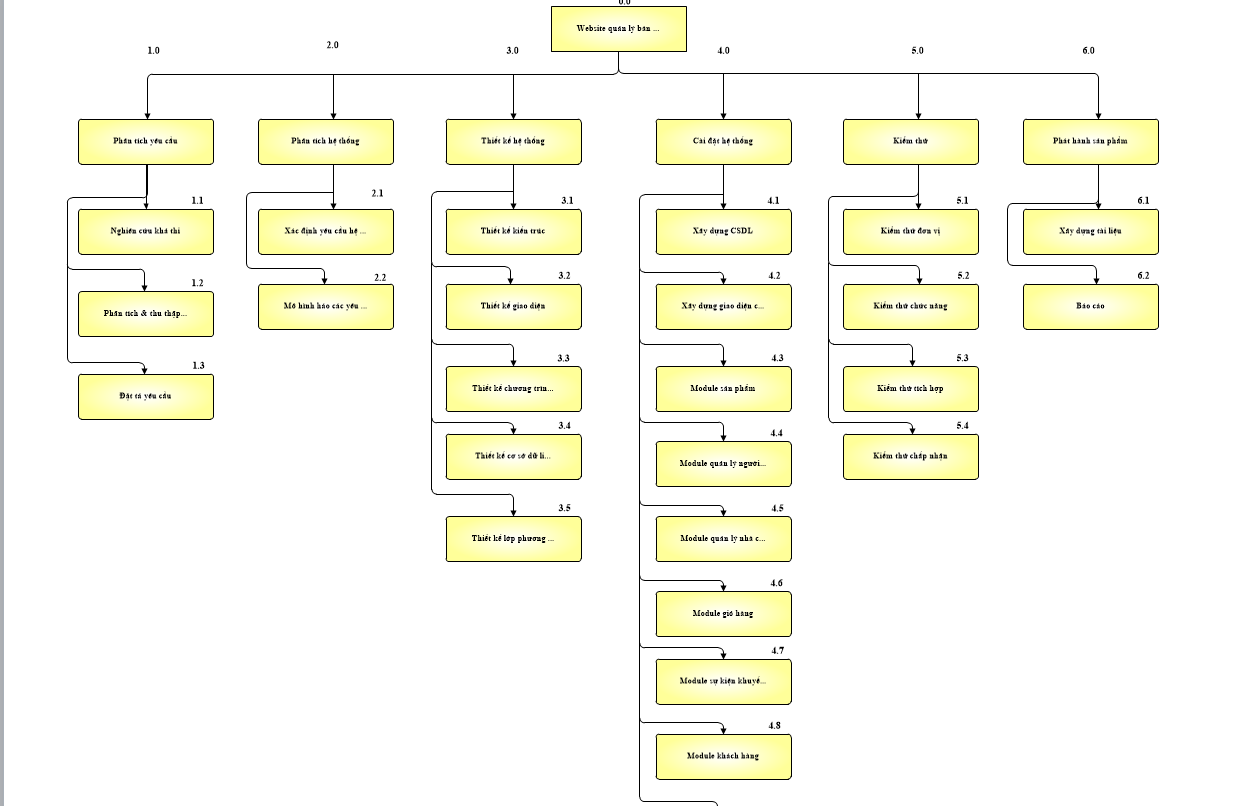 0.0
Website quản lý bán ...
1.0
2.0
3.0
4.0
5.0
6.0
Phân tích yêu cầu
Phân tích hệ thống
Thiết kế hệ thống
Cài đặt hệ thống
Kiểm thử
Phát hành sản phẩm
1.1
Nghiên cứu khả thi
1.2
Phân tích & thu thập...
1.3
Đặt tả yêu cầu
2.1
Xác định yêu cầu hệ ...
2.2
Mô hình háo các yêu ...
3.1
Thiết kế kiến trúc
3.2
Thiết kế giao diện
3.3
Thiết kế chương trìn...
3.4
Thiết kế cơ sở dữ li...
3.5
Thiết kế lớp phương ...
4.1
Xây dựng CSDL
4.2
Xây dựng giao diện c...
4.3
Module sản phẩm
4.4
Module quản lý người...
4.5
Module quản lý nhà c...
4.6
Module giỏ hàng
4.7
Module sự kiện khuyế...
4.8
Module khách hàng
5.1
Kiểm thử đơn vị
5.2
Kiểm thử chức năng
5.3
Kiểm thử tích hợp
5.4
Kiểm thử chấp nhận
6.1
Xây dựng tài liệu
6.2
Báo cáo